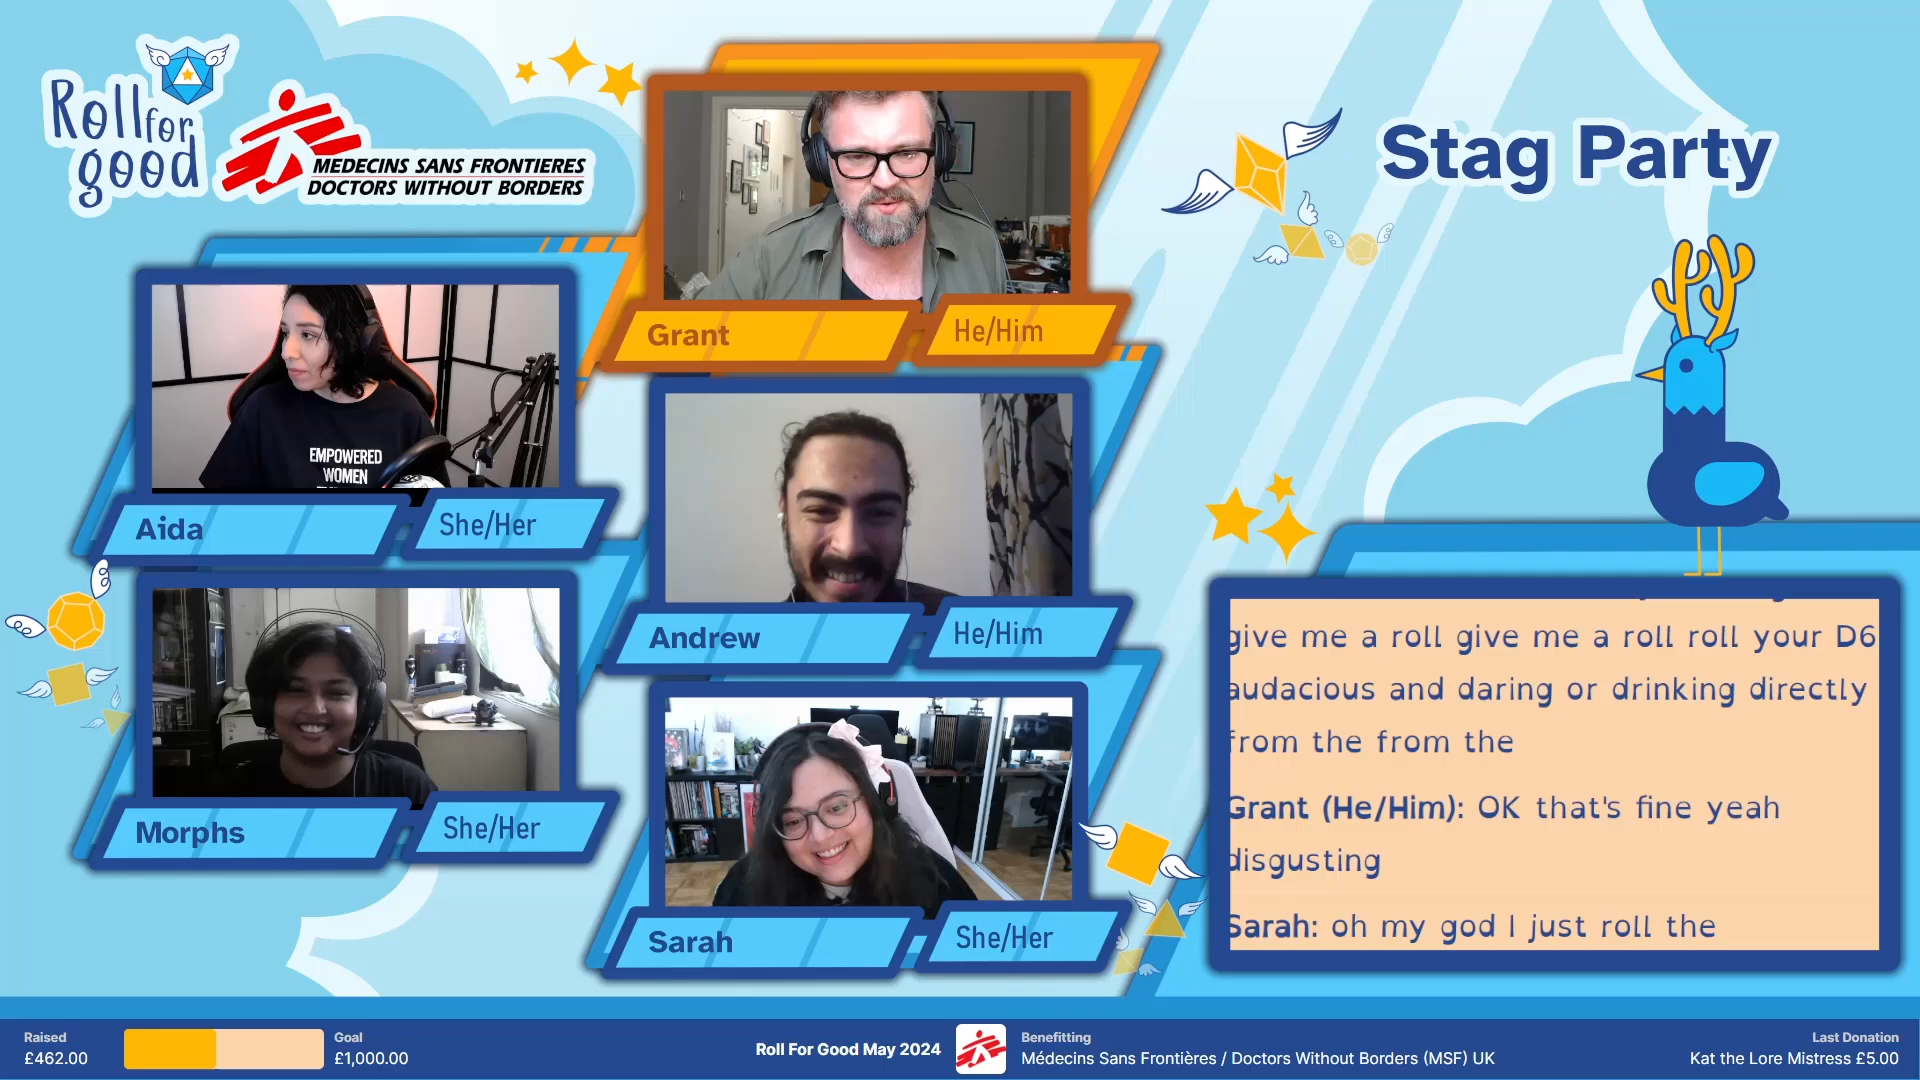 Roll for good
MEDECINS SANS FRONTIERES
DOCTORS WITHOUT BORDERS
Stag Party
Grant
He/Him
EMPOWERED
WOMEN
Aida
She/Her
Andrew
He/Him
Morphs
She/Her
Sarah
She/Her
give me a roll give me a roll roll your D6
audacious and daring or drinking directly
from the from the
Grant (He/Him): OK that's fine yeah
disgusting
Sarah: oh my god I just roll the
Raised
£462.00
Goal
£1,000.00
Roll For Good May 2024
Benefitting
Médecins Sans Frontières / Doctors Without Borders (MSF) UK
Last Donation
Kat the Lore Mistress £5.00